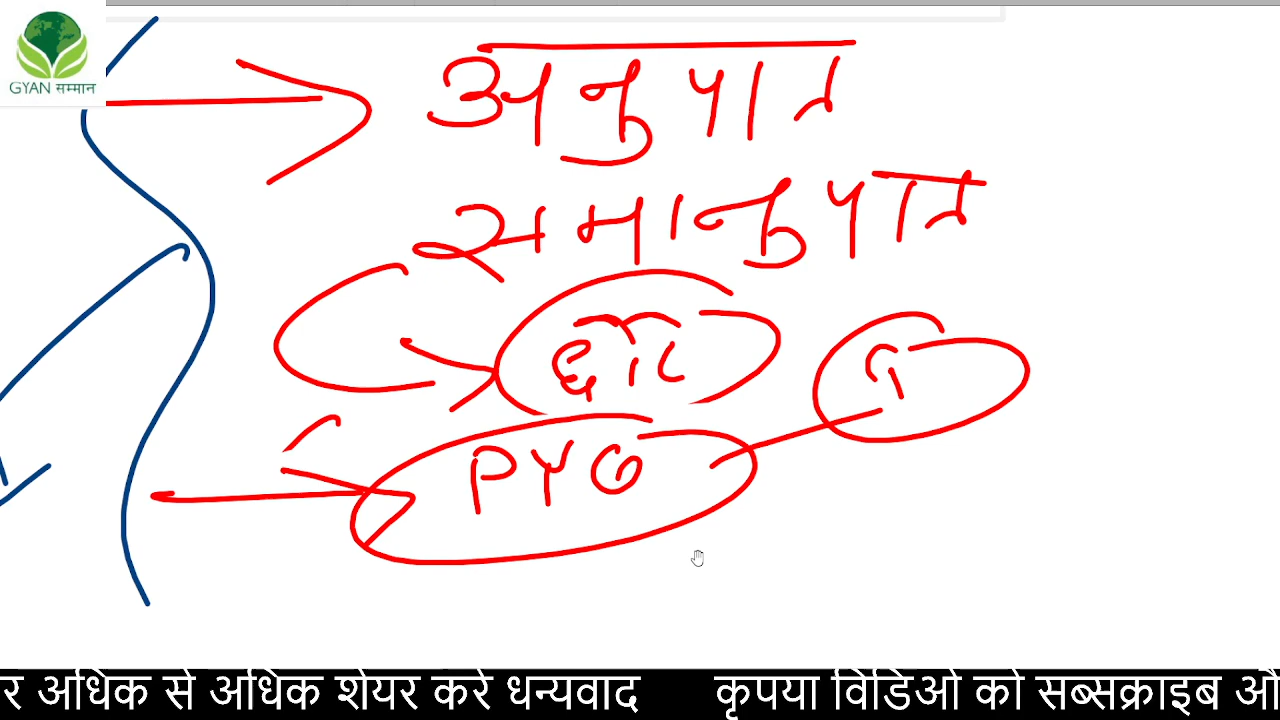 GYAN सम्मान
अनुपात
समानुपात
PYQ
र अधिक से अधिक शेयर करे धन्यवाद कृपया विडिओ को सब्सक्राइब औ